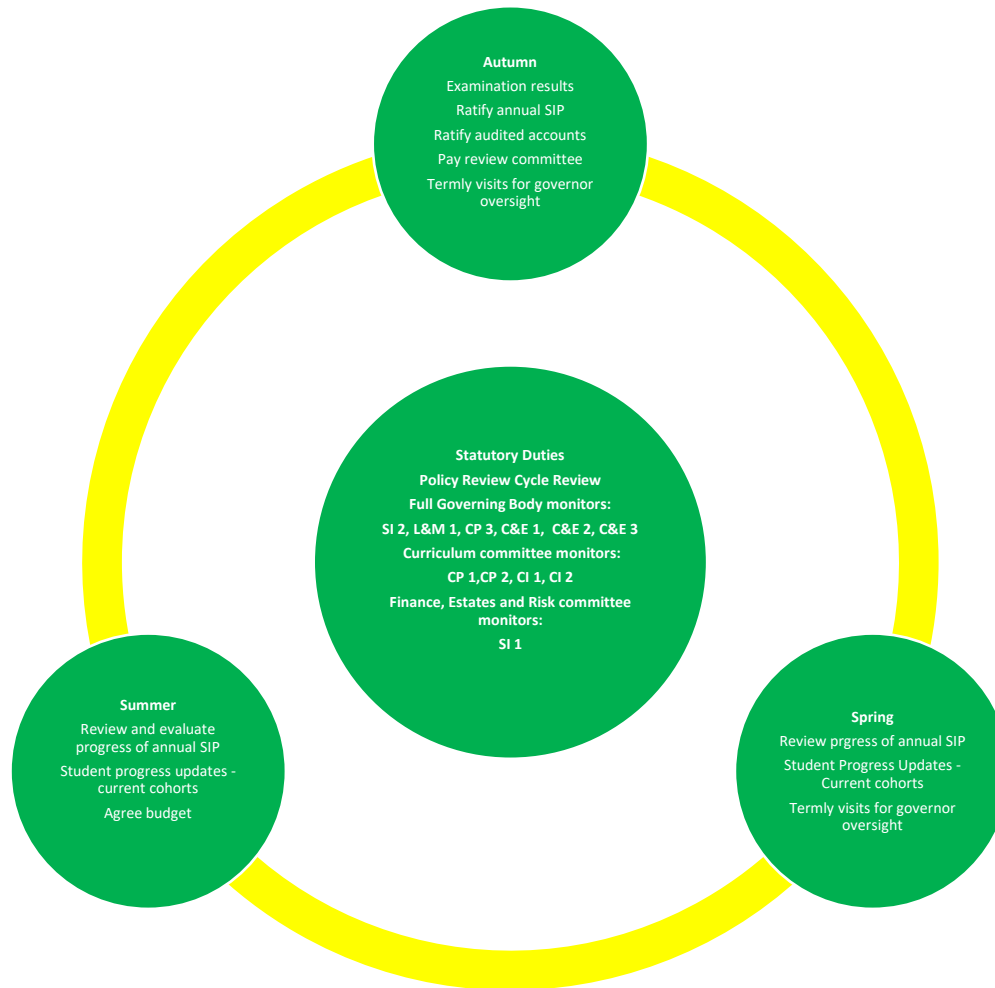 Autumn
Examination results
Ratify annual SIP
Ratify audited accounts
Pay review committee
Termly visits for governor
oversight
Statutory Duties
Policy Review Cycle Review
Full Governing Body monitors:
SI 2, L&M 1, CP 3, C&E 1,  C&E 2, C&E 3
Curriculum committee monitors:
CP 1,CP 2, CI 1, CI 2
Finance, Estates and Risk committee
monitors:
SI 1
Summer
Review and evaluate
progress of annual SIP
Student progress updates -
current cohorts
Agree budget
Spring
Review prgress of annual SIP
Student Progress Updates -
Current cohorts
Termly visits for governor
oversight